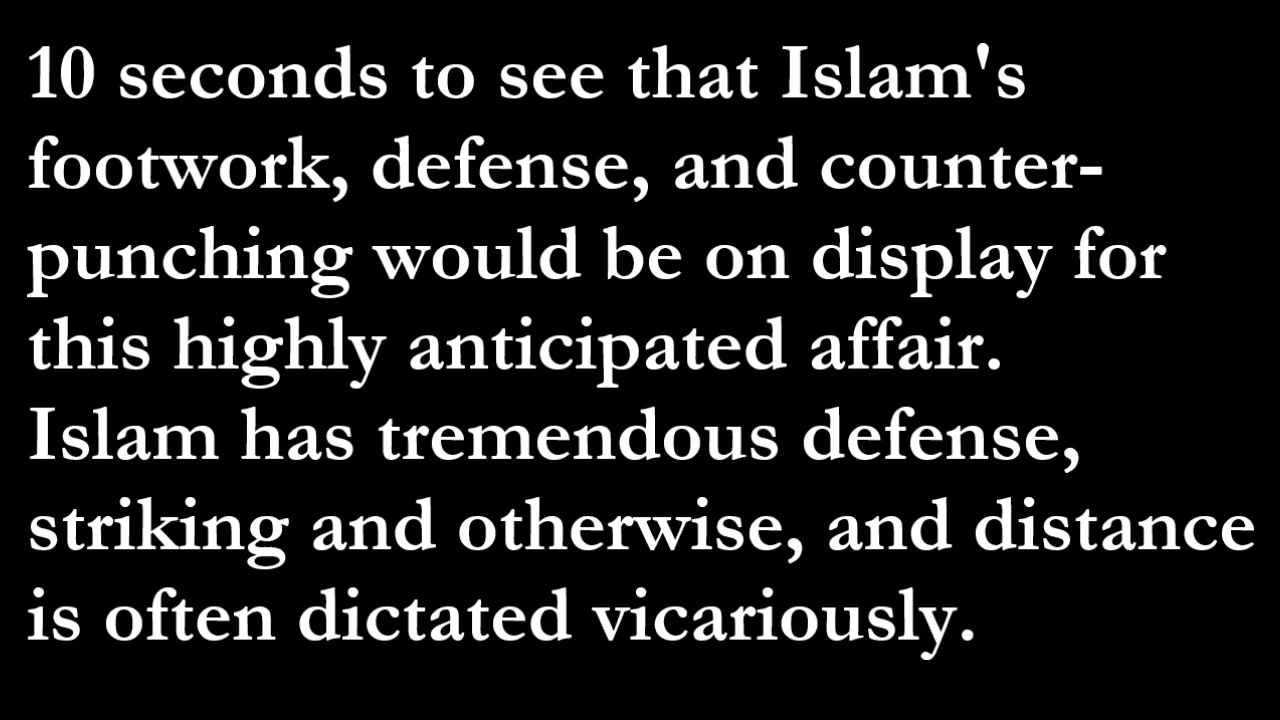 10 seconds to see that Islam's
footwork, defense, and counter-
punching would be on display for
this highly anticipated affair.
Islam has tremendous defense,
striking and otherwise, and distance
is often dictated vicariously.